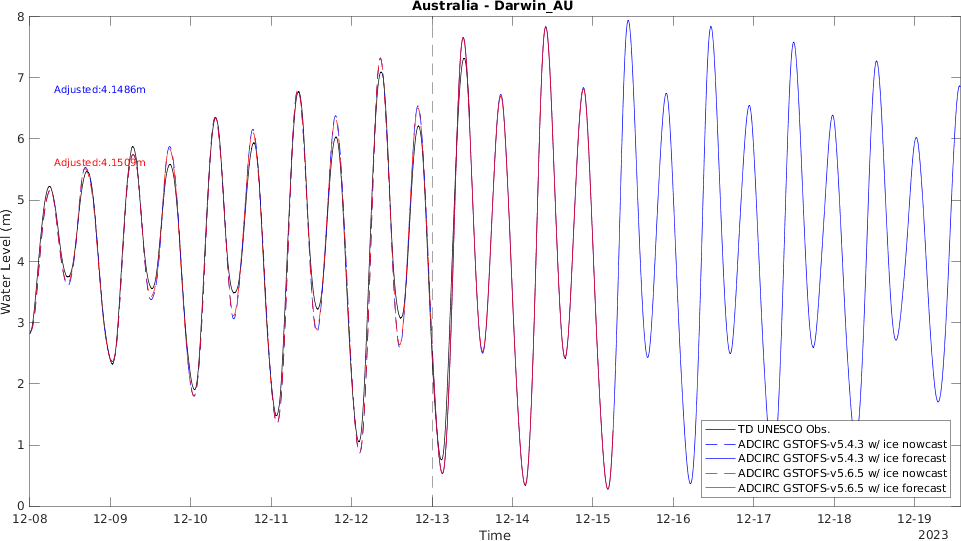 Australia - Darwin_AU
8
7
6
5
4
3
2
1
0
Water Level (m)
Adjusted:4.1486m
Adjusted:4.1509m
TD UNESCO Obs.
ADCIRC GSTOFS-v5.4.3 w/ ice nowcast
ADCIRC GSTOFS-v5.4.3 w/ ice forecast
ADCIRC GSTOFS-v5.6.5 w/ ice nowcast
ADCIRC GSTOFS-v5.6.5 w/ ice forecast
12-08 12-09 12-10 12-11 12-12 12-13 12-14 12-15 12-16 12-17 12-18 12-19
Time
2023